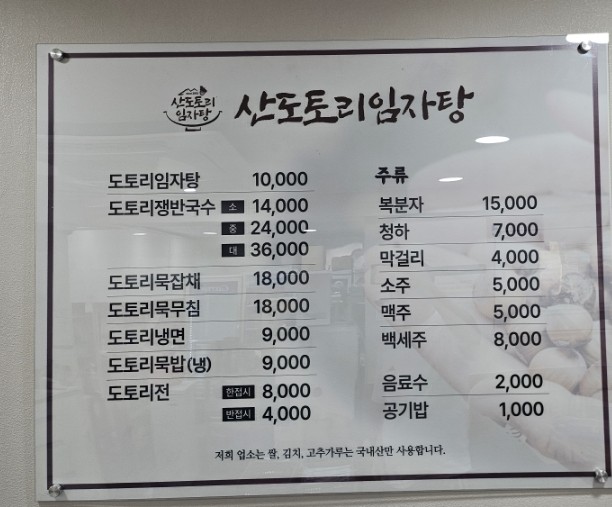 산도토리
임자탕
산도토리임자탕
도토리임자탕 10,000
도토리쟁반국수 소 14,000
중 24,000
대 36,000
도토리묵잡채 18,000
도토리묵무침 18,000
도토리냉면 9,000
도토리묵밥(냉) 9,000
도토리전 한접시 8,000
반접시 4,000
주류
복분자 15,000
청하 7,000
막걸리 4,000
소주 5,000
맥주 5,000
백세주 8,000
음료수 2,000
공기밥 1,000
저희 업소는 쌀, 김치, 고추가루는 국내산만 사용합니다.